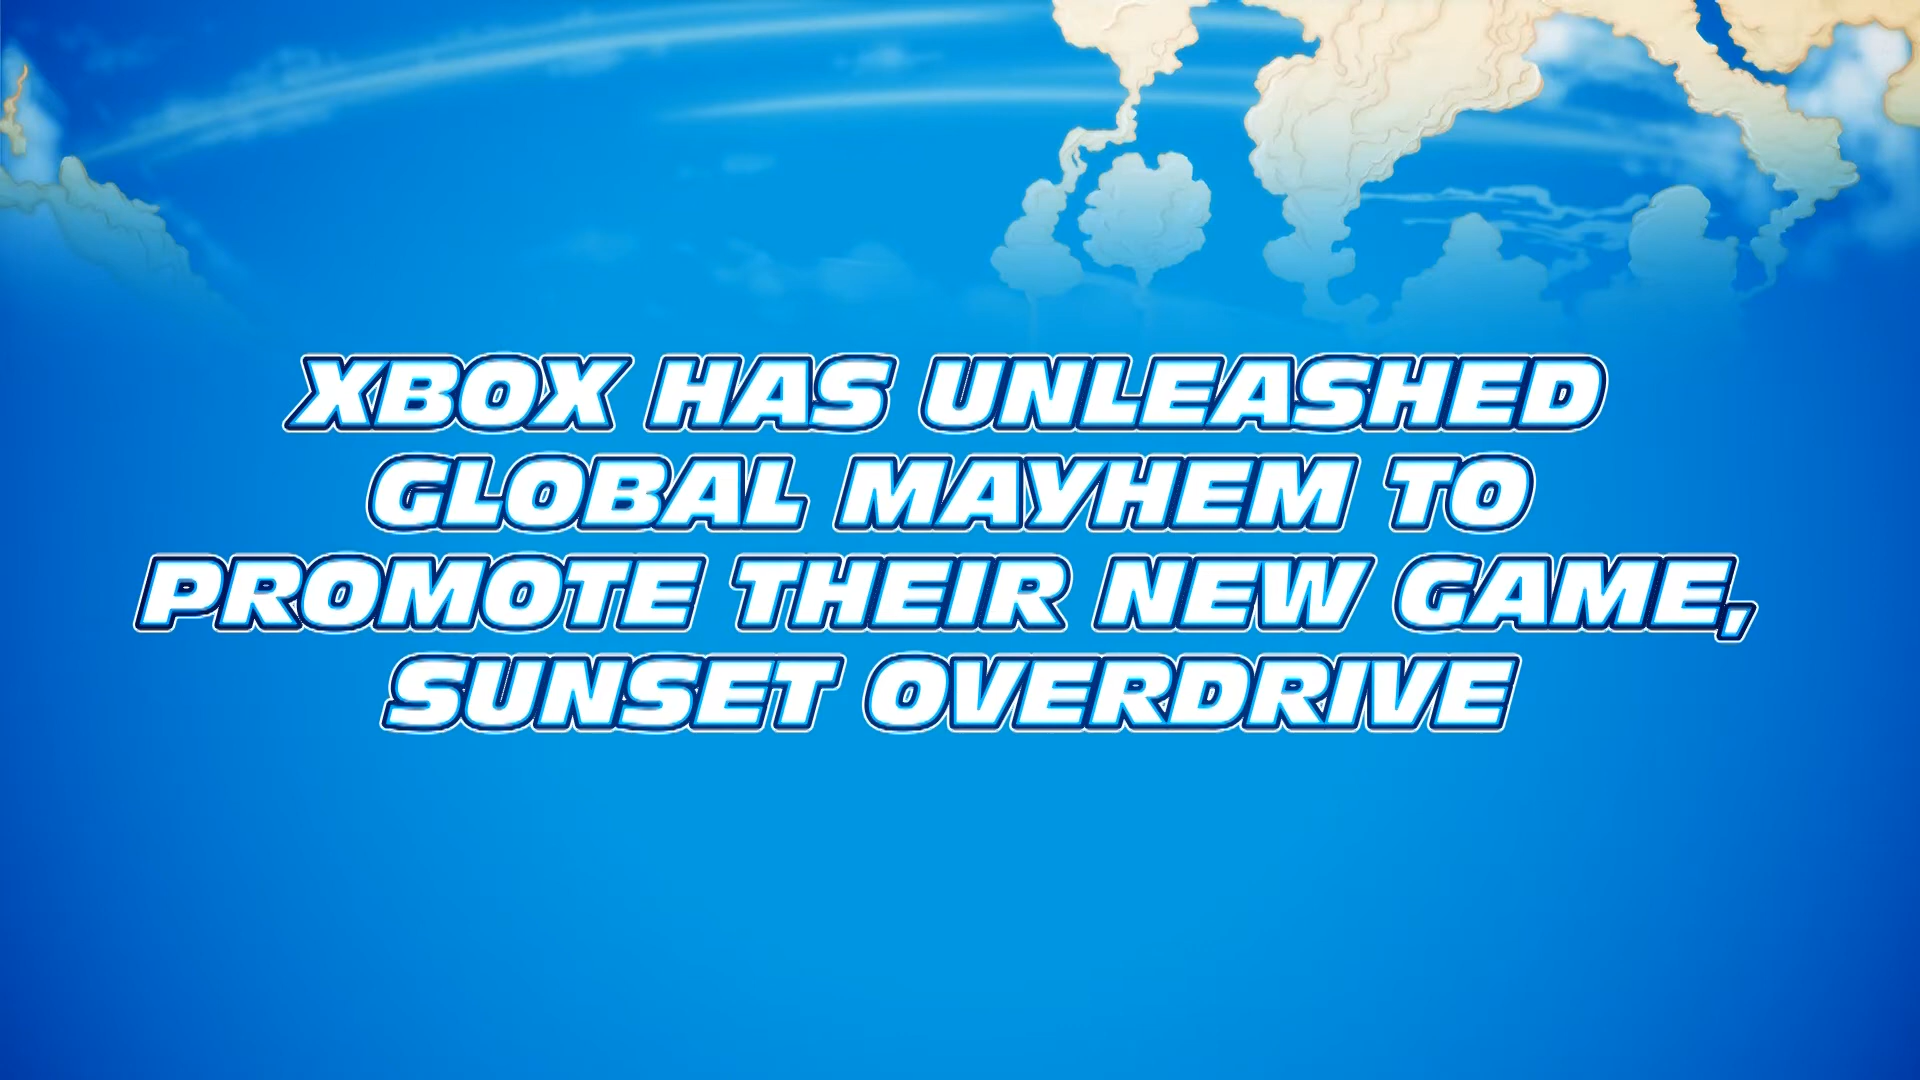 XBOX HAS UNLEASHED
GLOBAL MAYHEM TO
PROMOTE THEIR NEW GAME,
SUNSET OVERDRIVE